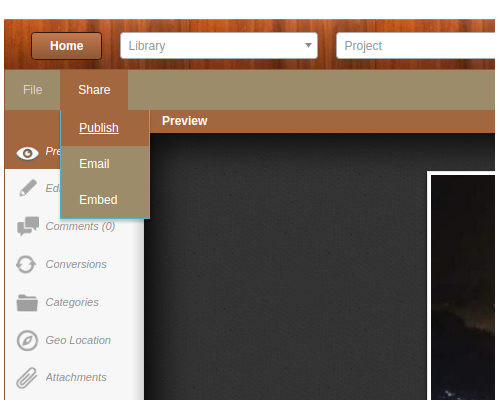 Home
Library
Project
File
Share
Publish
Preview
Pre
Email
Ed
Embed
Comments (0)
Conversions
Categories
Geo Location
Attachments